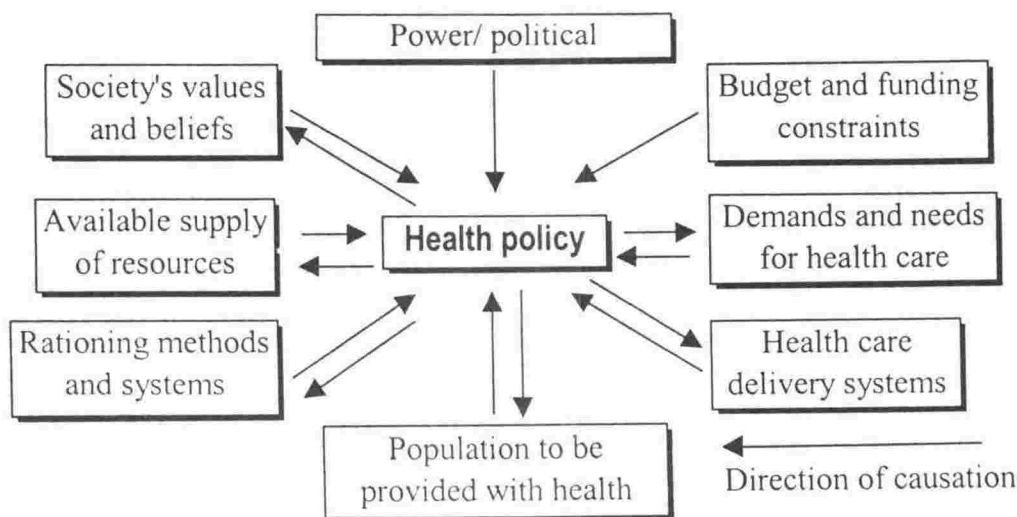 Power/ political
Society's values
and beliefs
Budget and funding
constraints
Available supply
of resources
Health policy
Demands and needs
for health care
Rationing methods
and systems
Health care
delivery systems
Population to be
provided with health
Direction of causation